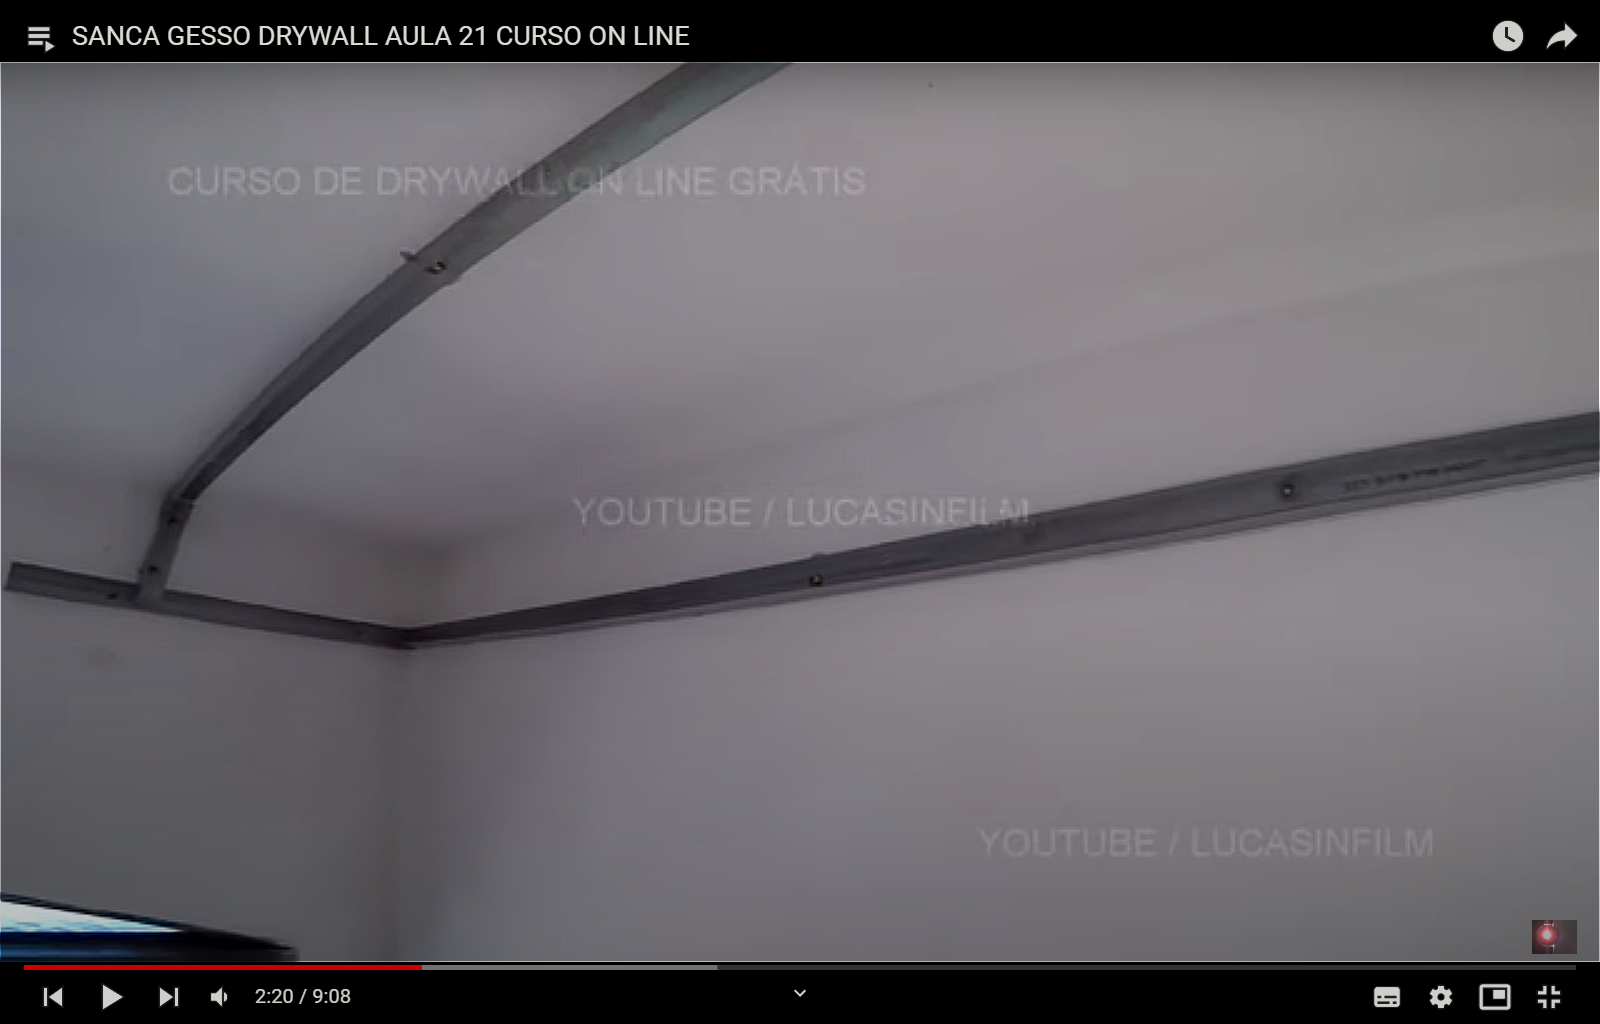 SANCA GESSO DRYWALL AULA 21 CURSO ON LINE
CURSO DE DRYWALL ON LINE GRÁTIS
YOUTUBE / LUCASINFILM
YOUTUBE / LUCASINFILM
2:20 / 9:08